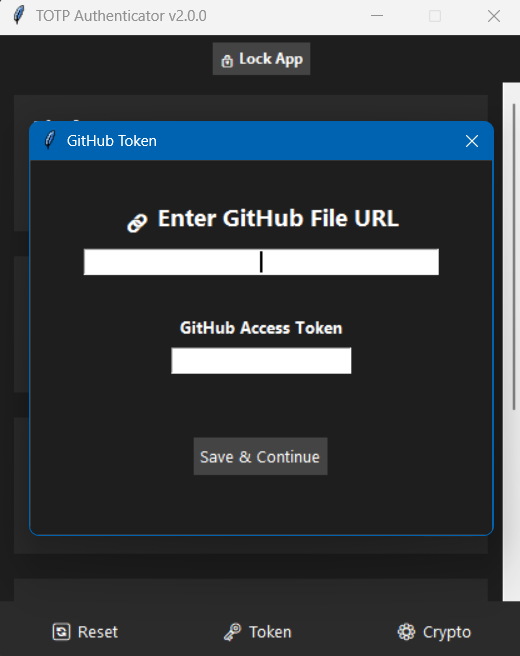 TOTP Authenticator v2.0.0
Lock App
GitHub Token
Enter GitHub File URL
GitHub Access Token
Save & Continue
Reset
Token
Crypto